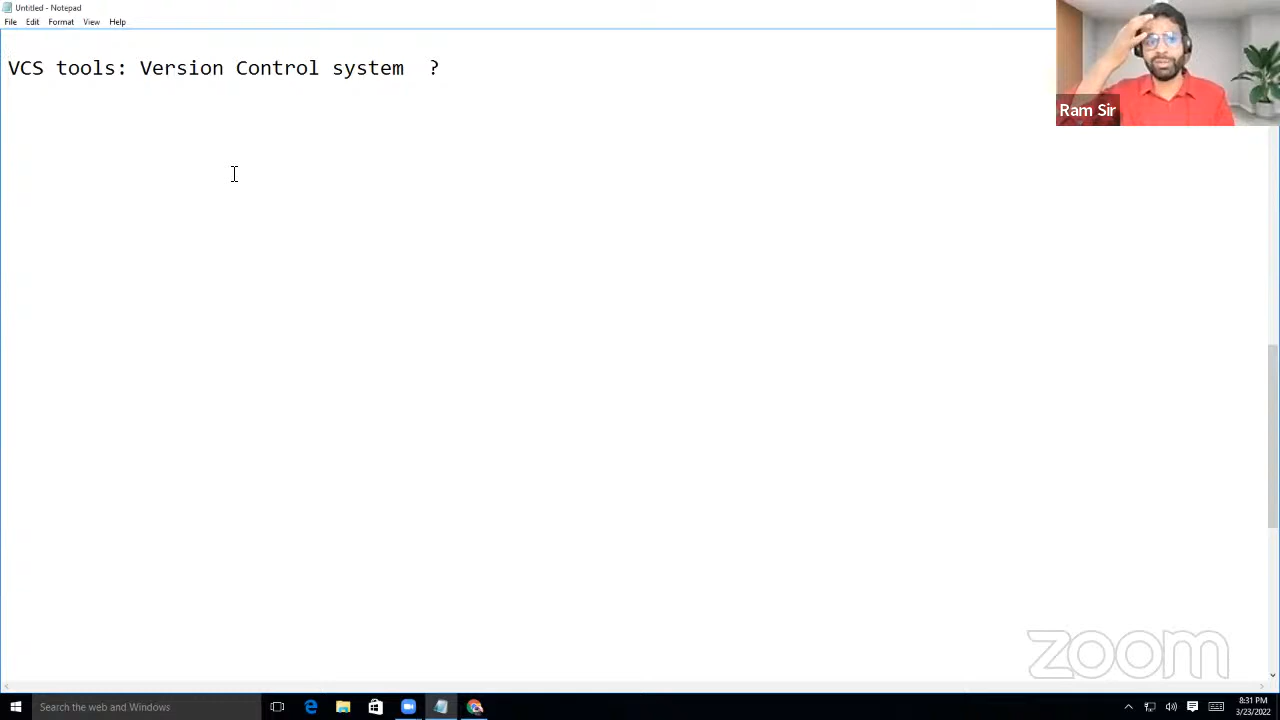 Untitled - Notepad
File Edit Format View Help
VCS tools: Version Control system ?
Ram Sir
zoom
Search the web and Windows
8:31 PM
3/23/2022